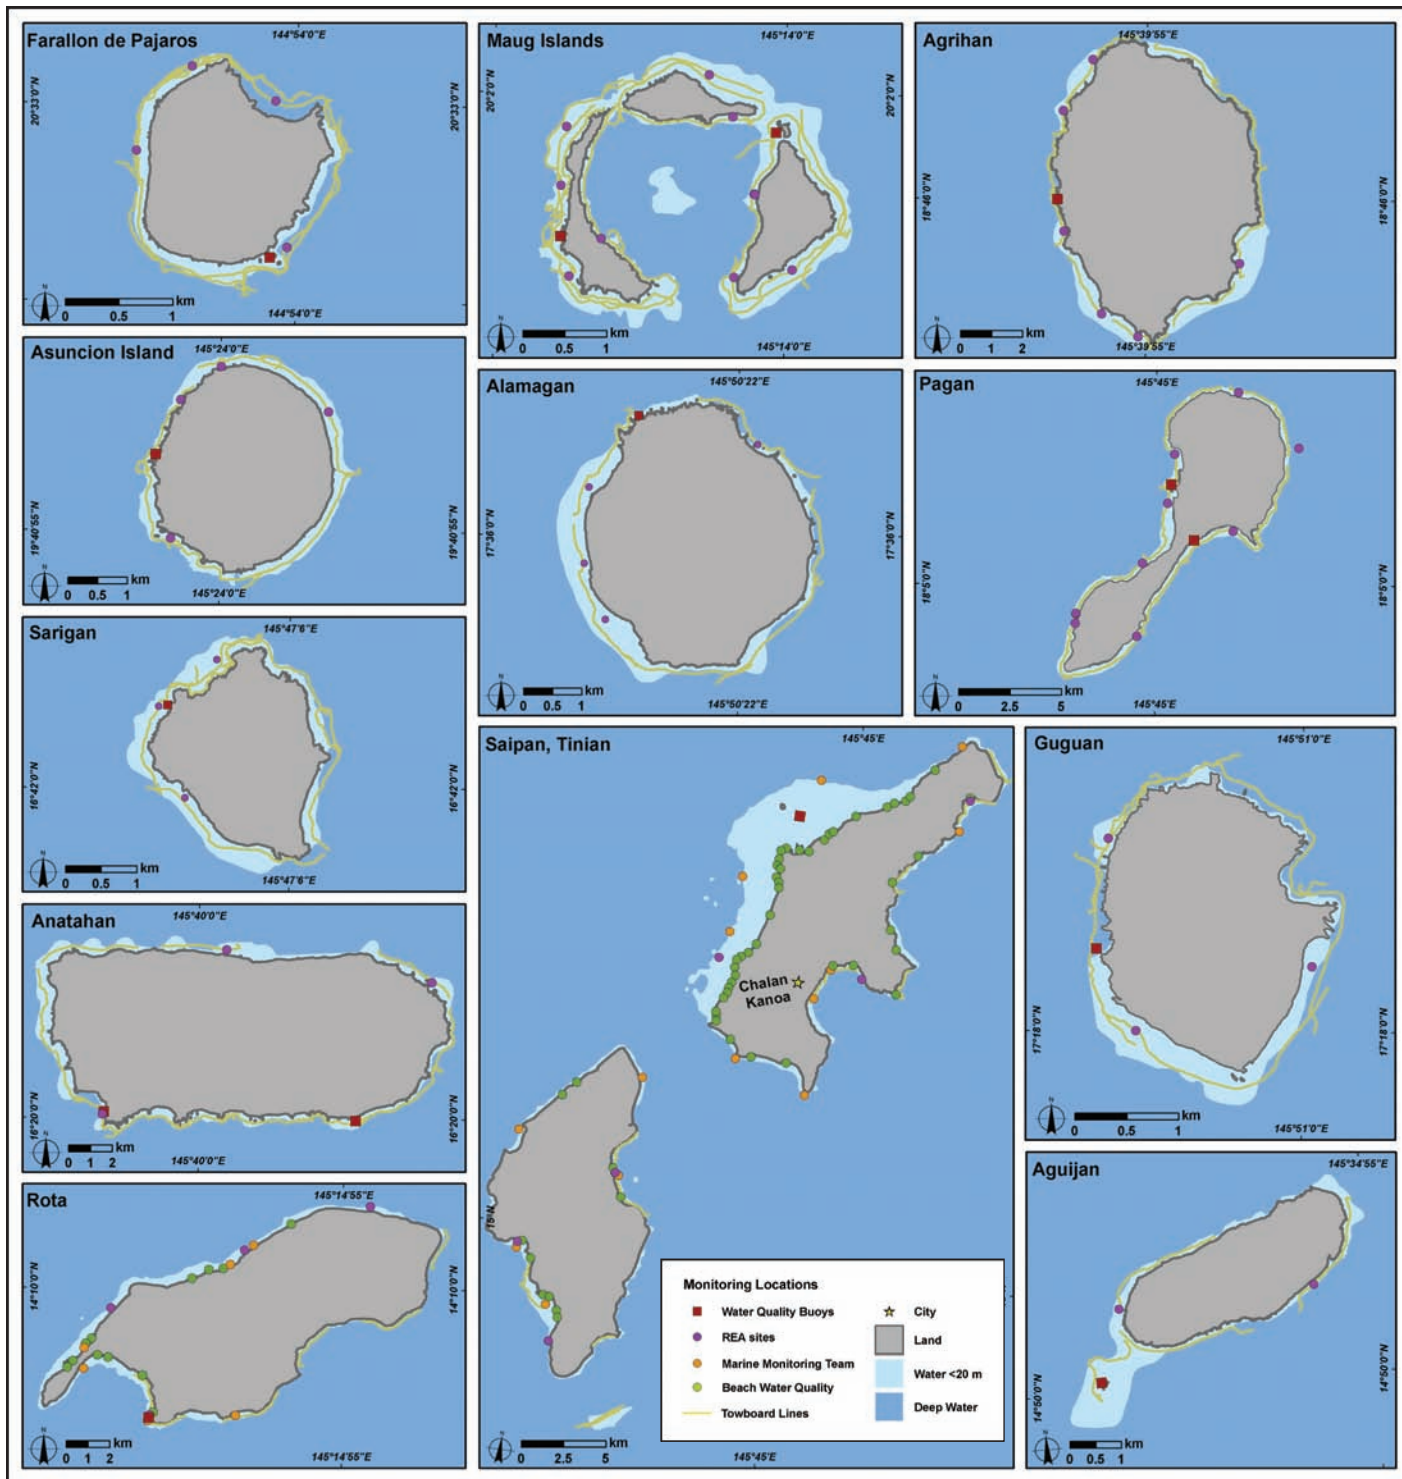 Farallon de Pajaros
144°54'0"E
20°33'0"N
20°33'0"N
N
km
0 0.5 1
144°54'0"E
Maug Islands
145°14'0"E
20°2'0"N
20°2'0"N
N
km
0 0.5 1
145°14'0"E
Agrihan
145°39'55"E
18°46'0"N
18°46'0"N
N
km
0 1 2
145°39'55"E
Asuncion Island
145°24'0"E
19°40'55"N
19°40'55"N
N
km
0 0.5 1
145°24'0"E
Alamagan
145°50'22"E
17°36'0"N
17°36'0"N
N
km
0 0.5 1
145°50'22"E
Pagan
145°45'E
18°5'0"N
18°5'0"N
N
km
0 2.5 5
145°45'E
Sarigan
145°47'6"E
16°42'0"N
16°42'0"N
N
km
0 0.5 1
145°47'6"E
Saipan, Tinian
145°45'E
Chalan
Kanoa
15°N
N
km
0 2.5 5
145°45'E
Monitoring Locations
Water Quality Buoys
REA sites
Marine Monitoring Team
Beach Water Quality
Towboard Lines
City
Land
Water <20 m
Deep Water
Guguan
145°51'0"E
17°18'0"N
17°18'0"N
N
km
0 0.5 1
145°51'0"E
Anatahan
145°40'0"E
16°20'0"N
16°20'0"N
N
km
0 1 2
145°40'0"E
Rota
145°14'55"E
14°10'0"N
14°10'0"N
N
km
0 1 2
145°14'55"E
Aguijan
145°34'55"E
14°50'0"N
14°50'0"N
N
km
0 0.5 1